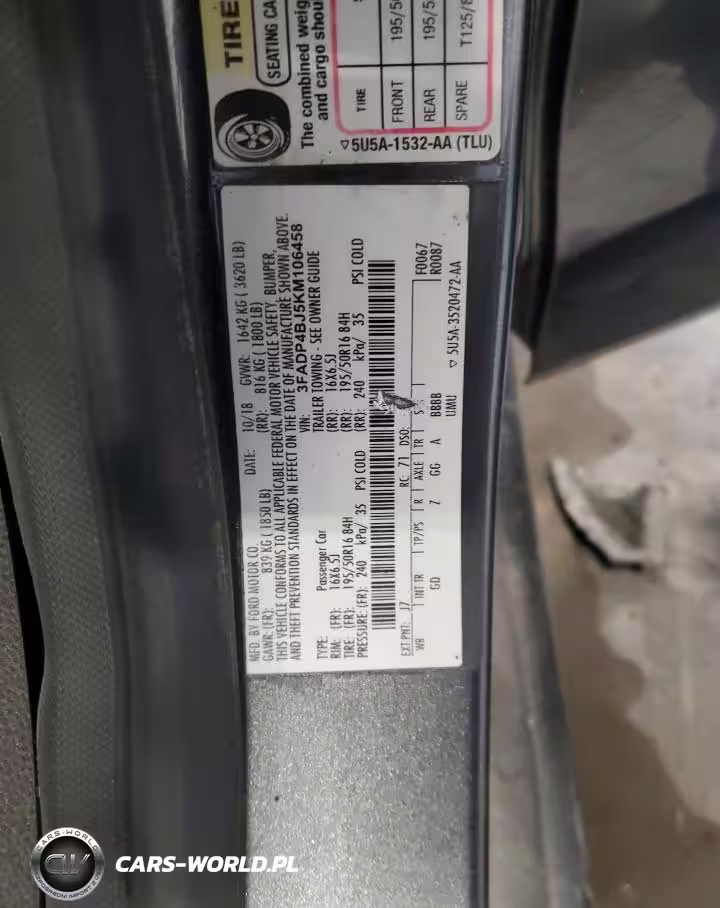 TIRE
SEATING CA
The combined weig
and cargo shou
TIRE
FRONT 195/50
REAR 195/5
SPARE T125/8
▽5U5A-1532-AA (TLU)
MFD. BY FORD MOTOR CO. DATE: 10/18 GVWR: 1642 KG ( 3620 LB)
GAWR: (FR): 839 KG ( 1850 LB) (RR): 816 KG ( 1800 LB)
THIS VEHICLE CONFORMS TO ALL APPLICABLE FEDERAL MOTOR VEHICLE SAFETY, BUMPER,
AND THEFT PREVENTION STANDARDS IN EFFECT ON THE DATE OF MANUFACTURE SHOWN ABOVE.
VIN: 3FADP4BJ5KM106458
TYPE: Passenger Car TRAILER TOWING - SEE OWNER GUIDE
RIM: (FR): 16X6.5J (RR): 16X6.5J
TIRE: (FR): 195/50R16 84H (RR): 195/50R16 84H
PRESSURE: (FR): 240 kPa/ 35 PSI COLD (RR): 240 kPa/ 35 PSI COLD
EXT PNT: J7 RC: 71 DSO: F0067
R0087
WB INT TR TP/PS R AXLE TR S
GD Z GG A BBBB
UMU
▽ 5U5A-3520472-AA
CARS-WORLD
CW
CARS-WORLD.PL